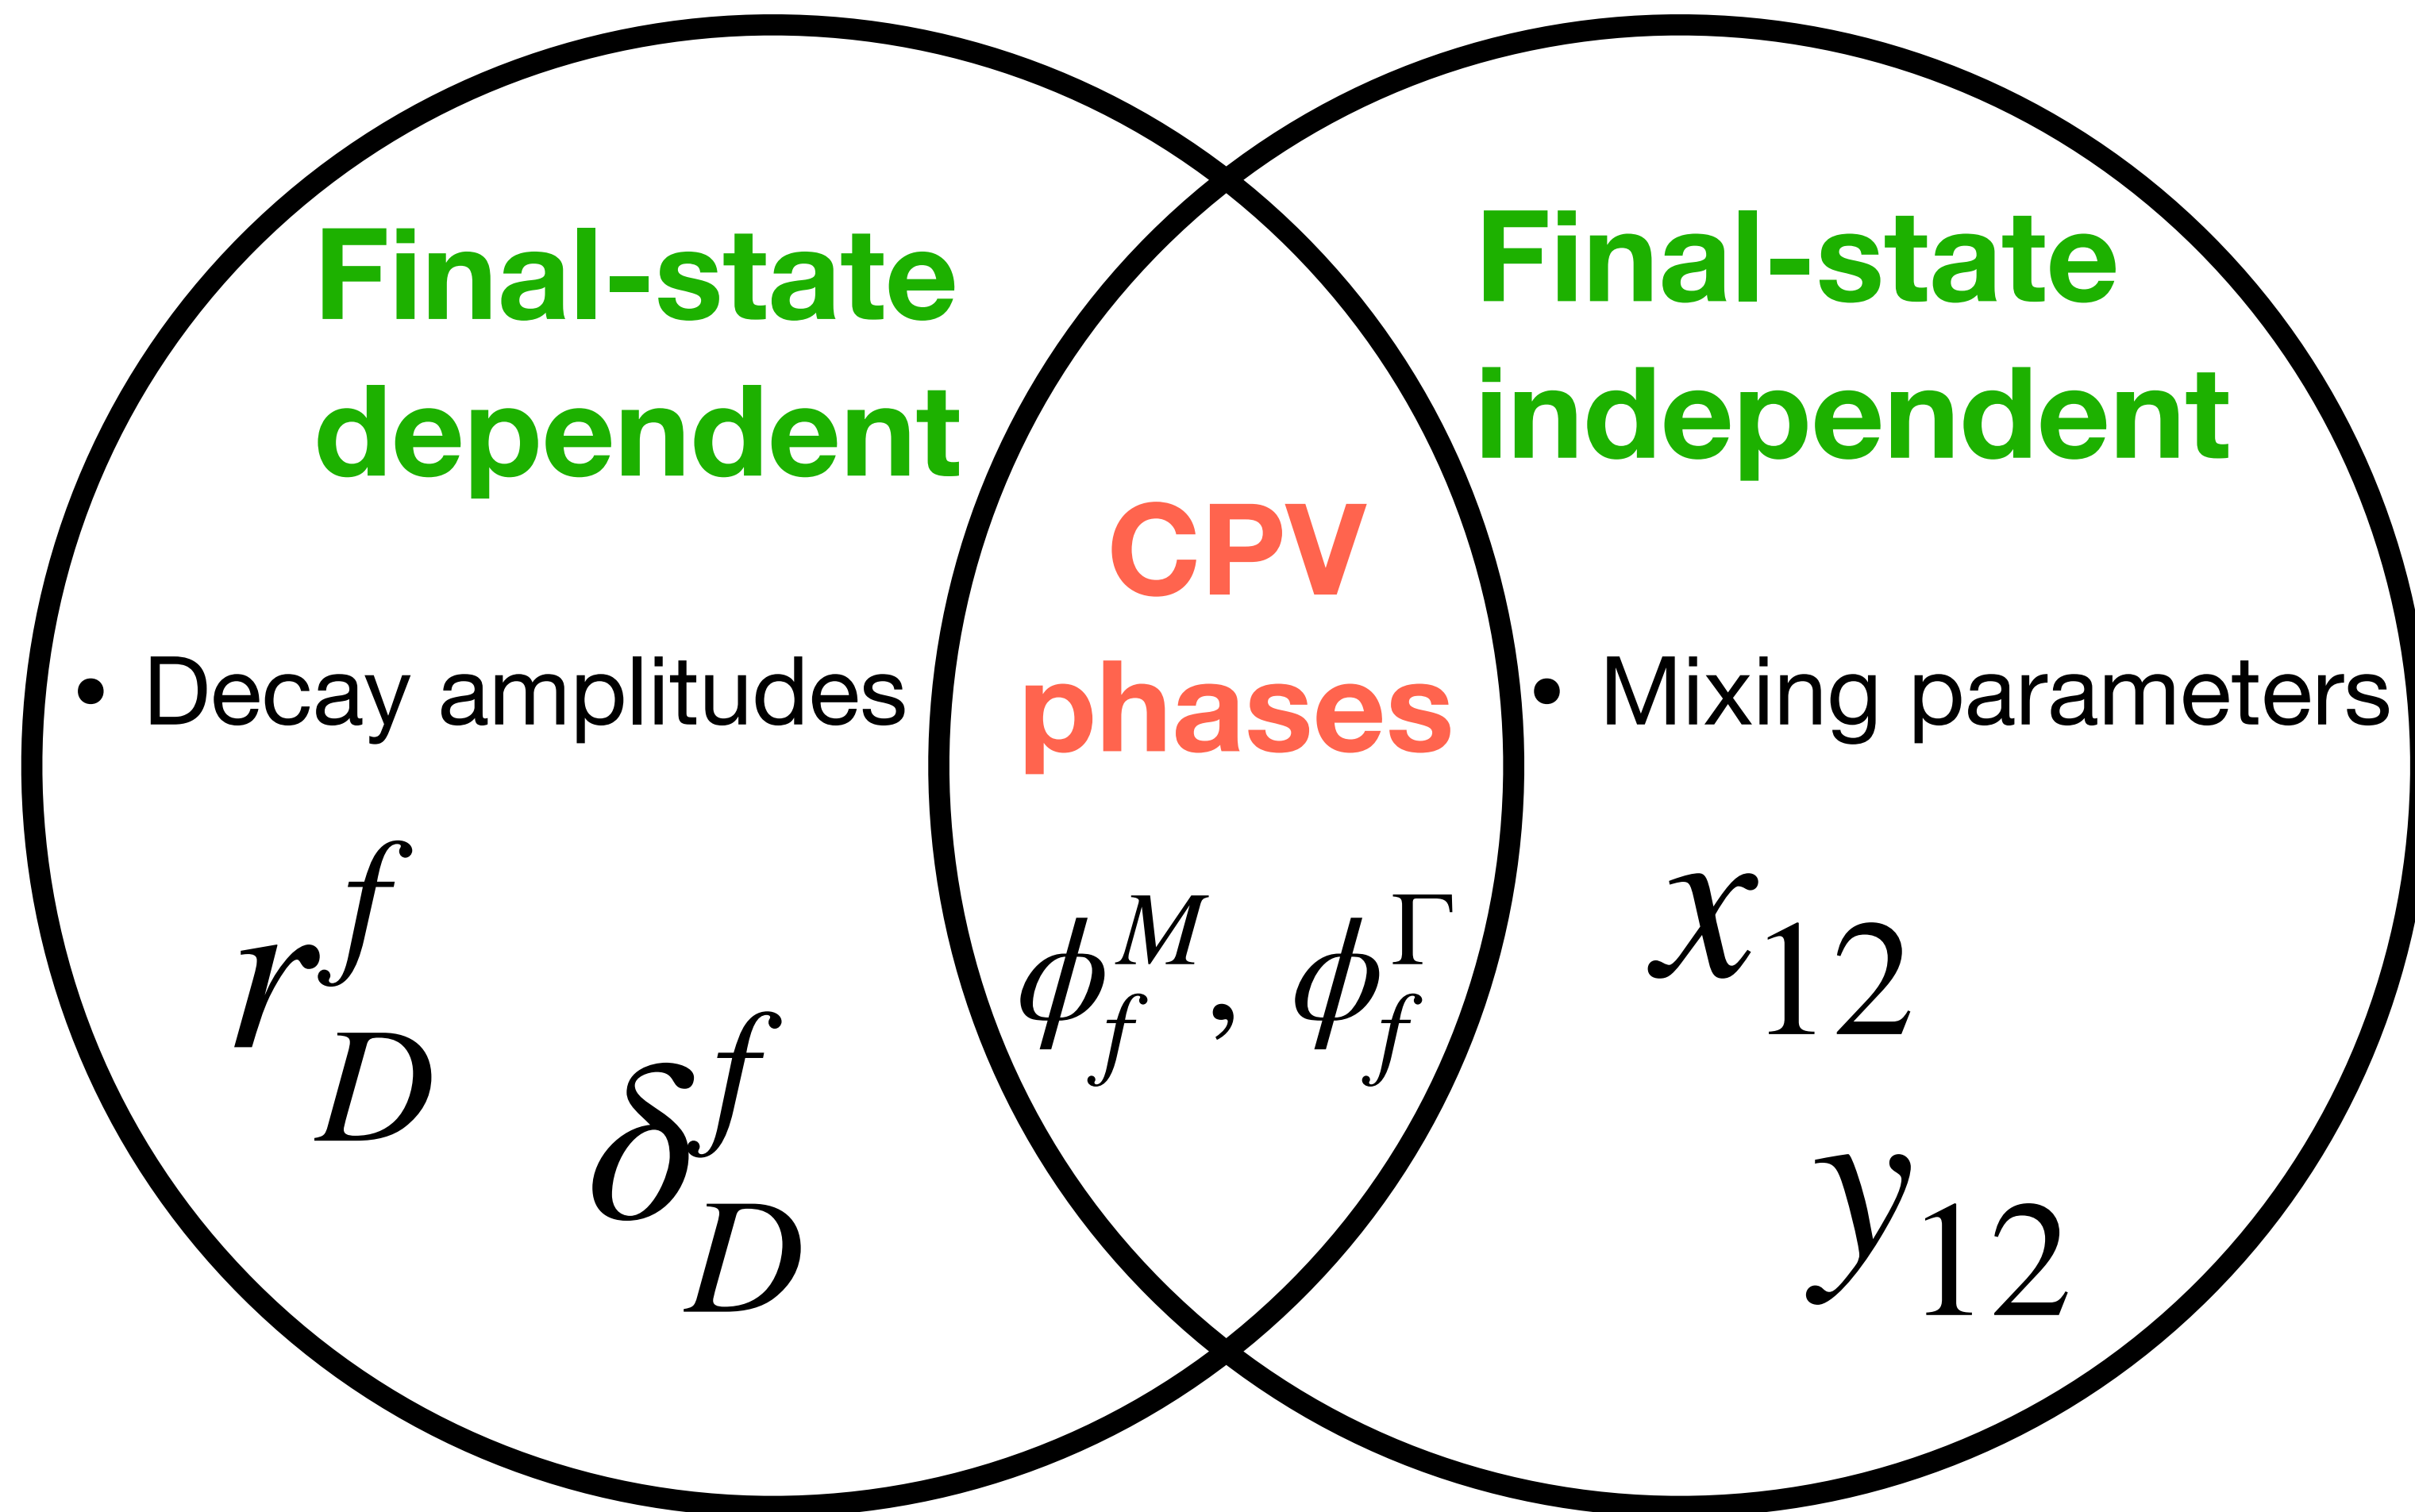 Final-state
dependent
• Decay amplitudes
r_D^f
δ_D^f
CPV
phases
ϕ_f^M, ϕ_f^Γ
Final-state
independent
• Mixing parameters
x_12
y_12